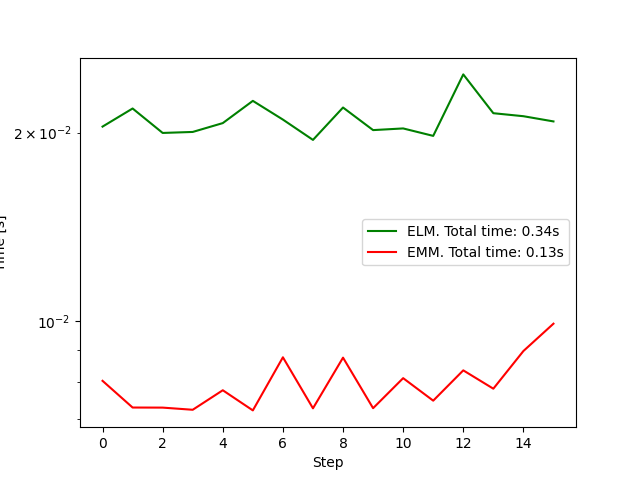 2 × 10⁻²
10⁻²
Time [s]
ELM. Total time: 0.34s
EMM. Total time: 0.13s
0 2 4 6 8 10 12 14
Step